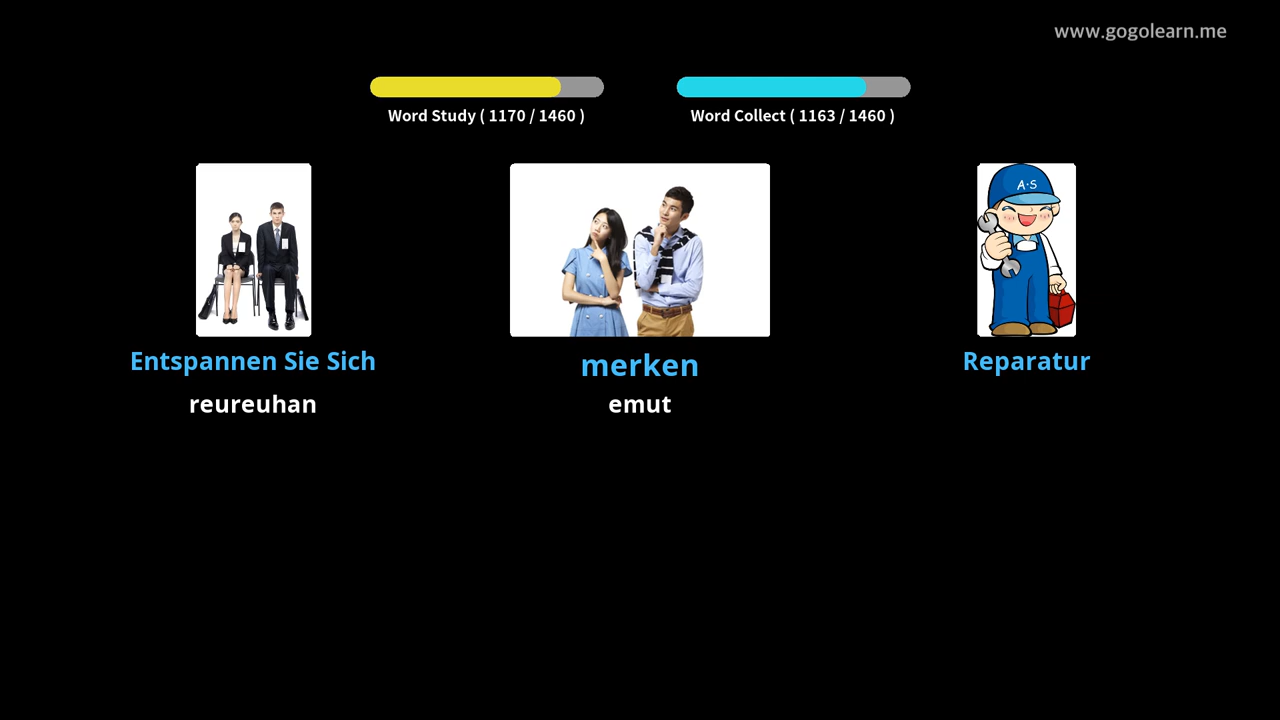 www.gogolearn.me
Word Study ( 1170 / 1460 )
Word Collect ( 1163 / 1460 )
A·S
Entspannen Sie Sich
merken
Reparatur
reureuhan
emut